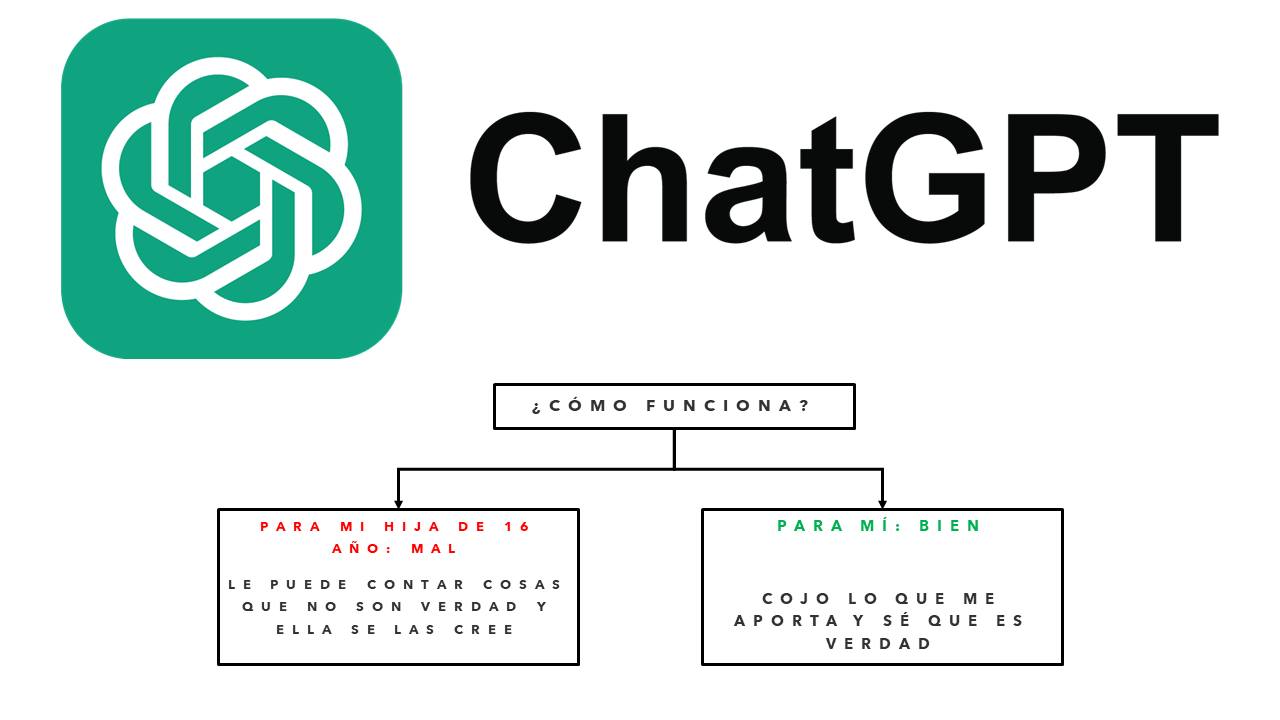 ChatGPT
¿CÓMO FUNCIONA?
PARA MI HIJA DE 16
AÑO: MAL
LE PUEDE CONTAR COSAS
QUE NO SON VERDAD Y
ELLA SE LAS CREE
PARA MÍ: BIEN
COJO LO QUE ME
APORTA Y SÉ QUE ES
VERDAD